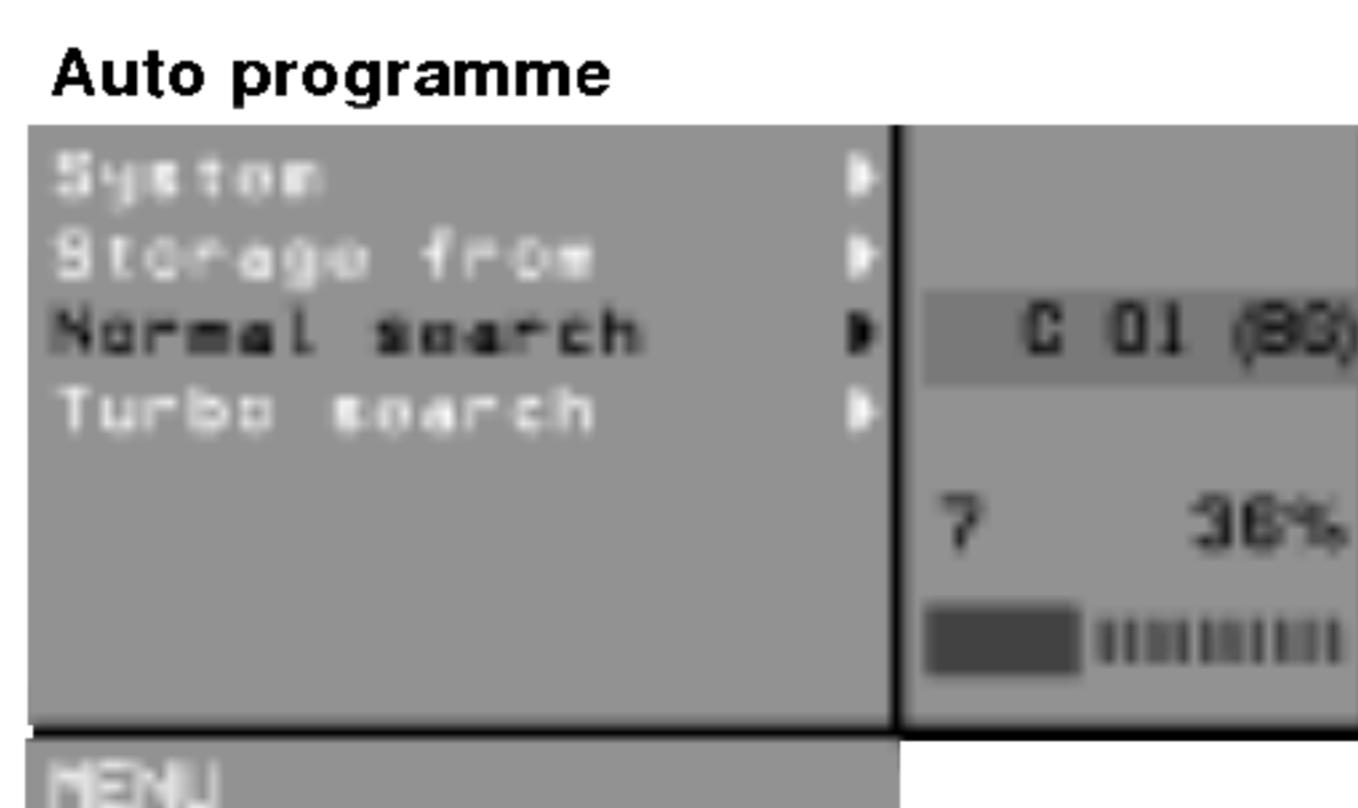 Auto programme
System
Storage from
Normal search C 01 (BG)
Turbo search
7 36%
MENU